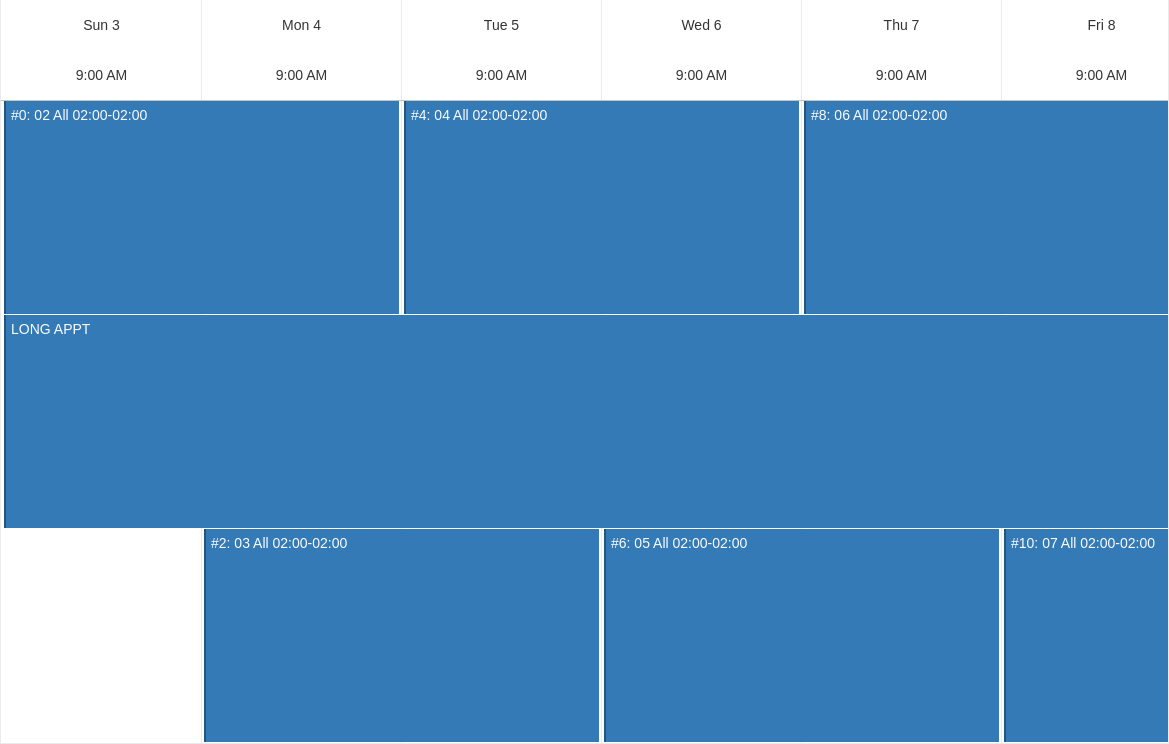 Sun 3 Mon 4 Tue 5 Wed 6 Thu 7 Fri 8
9:00 AM 9:00 AM 9:00 AM 9:00 AM 9:00 AM 9:00 AM
#0: 02 All 02:00-02:00 #4: 04 All 02:00-02:00 #8: 06 All 02:00-02:00
LONG APPT
#2: 03 All 02:00-02:00 #6: 05 All 02:00-02:00 #10: 07 All 02:00-02:00